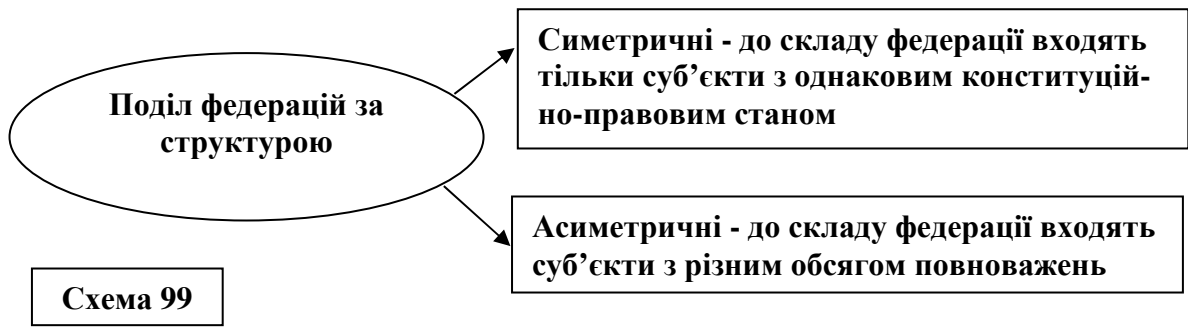 Поділ федерацій за
структурою
Симетричні - до складу федерації входять
тільки суб’єкти з однаковим конституцій-
но-правовим станом
Асиметричні - до складу федерації входять
суб’єкти з різним обсягом повноважень
Схема 99